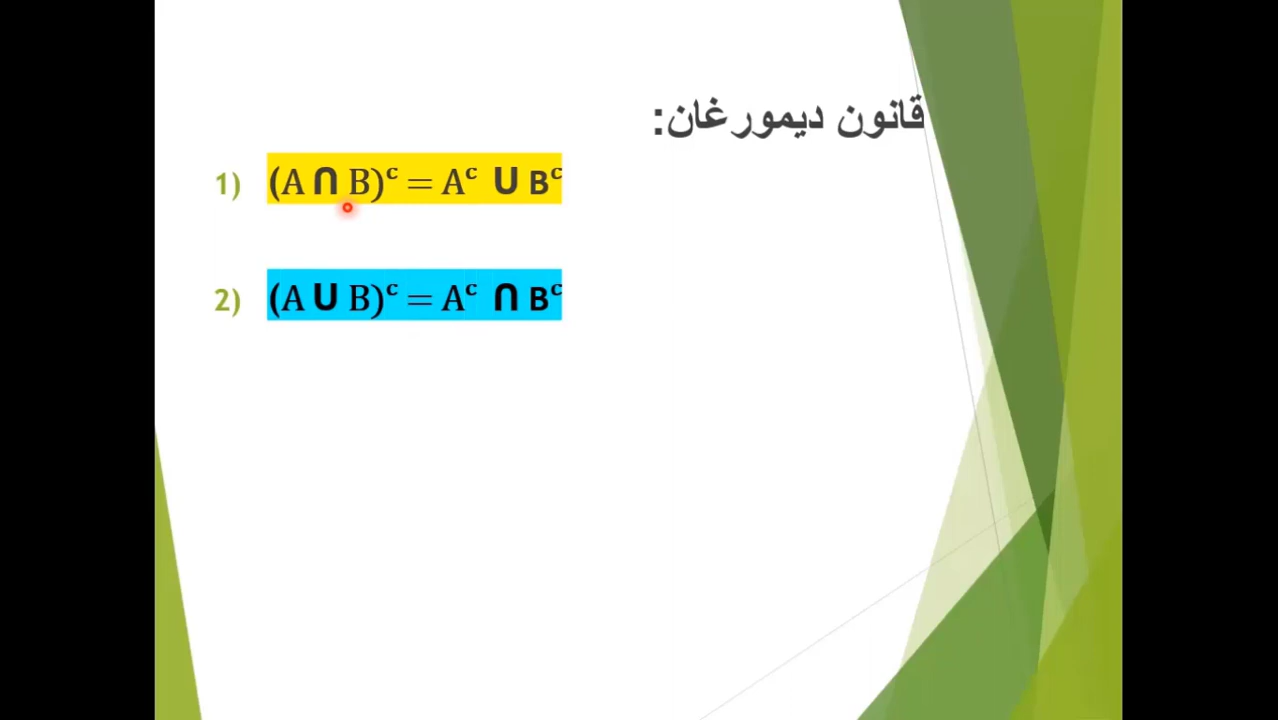 قانون ديمورغان:
1) (A ∩ B)ᶜ = Aᶜ ∪ Bᶜ
2) (A ∪ B)ᶜ = Aᶜ ∩ Bᶜ